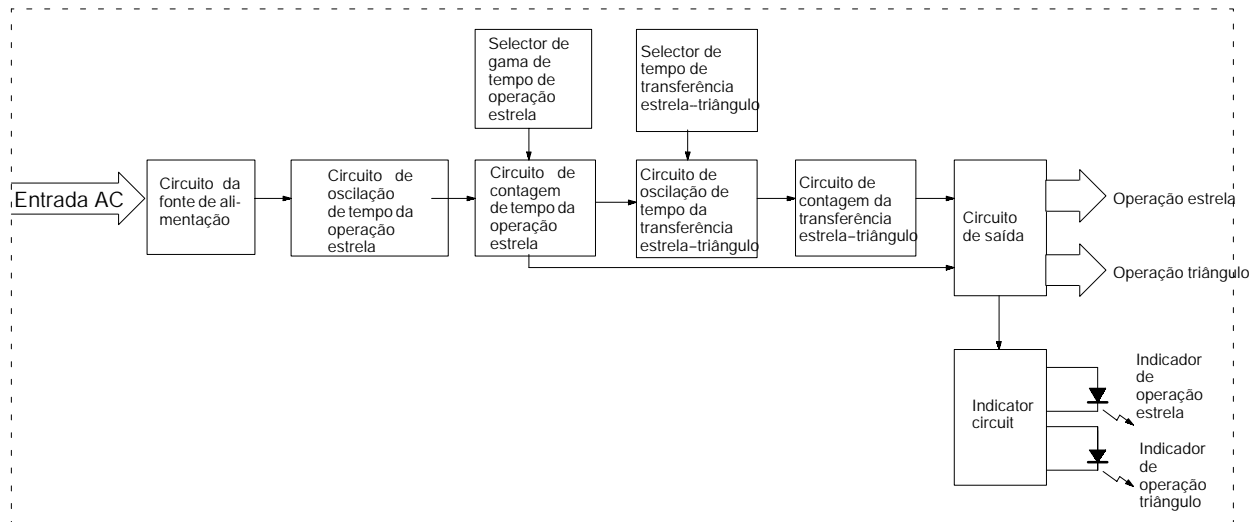 Selector de
gama de
tempo de
operação
estrela
Selector de
tempo de
transferência
estrela-triângulo
Entrada AC
Circuito da
fonte de ali-
mentação
Circuito de
oscilação
de tempo da
operação
estrela
Circuito de
contagem
de tempo da
operação
estrela
Circuito de
oscilação de
tempo da
transferência
estrela-triângulo
Circuito de
contagem da
transferência
estrela-triângulo
Circuito
de saída
Operação estrela
Operação triângulo
Indicator
circuit
Indicador
de
operação
estrela
Indicador
de
operação
triângulo